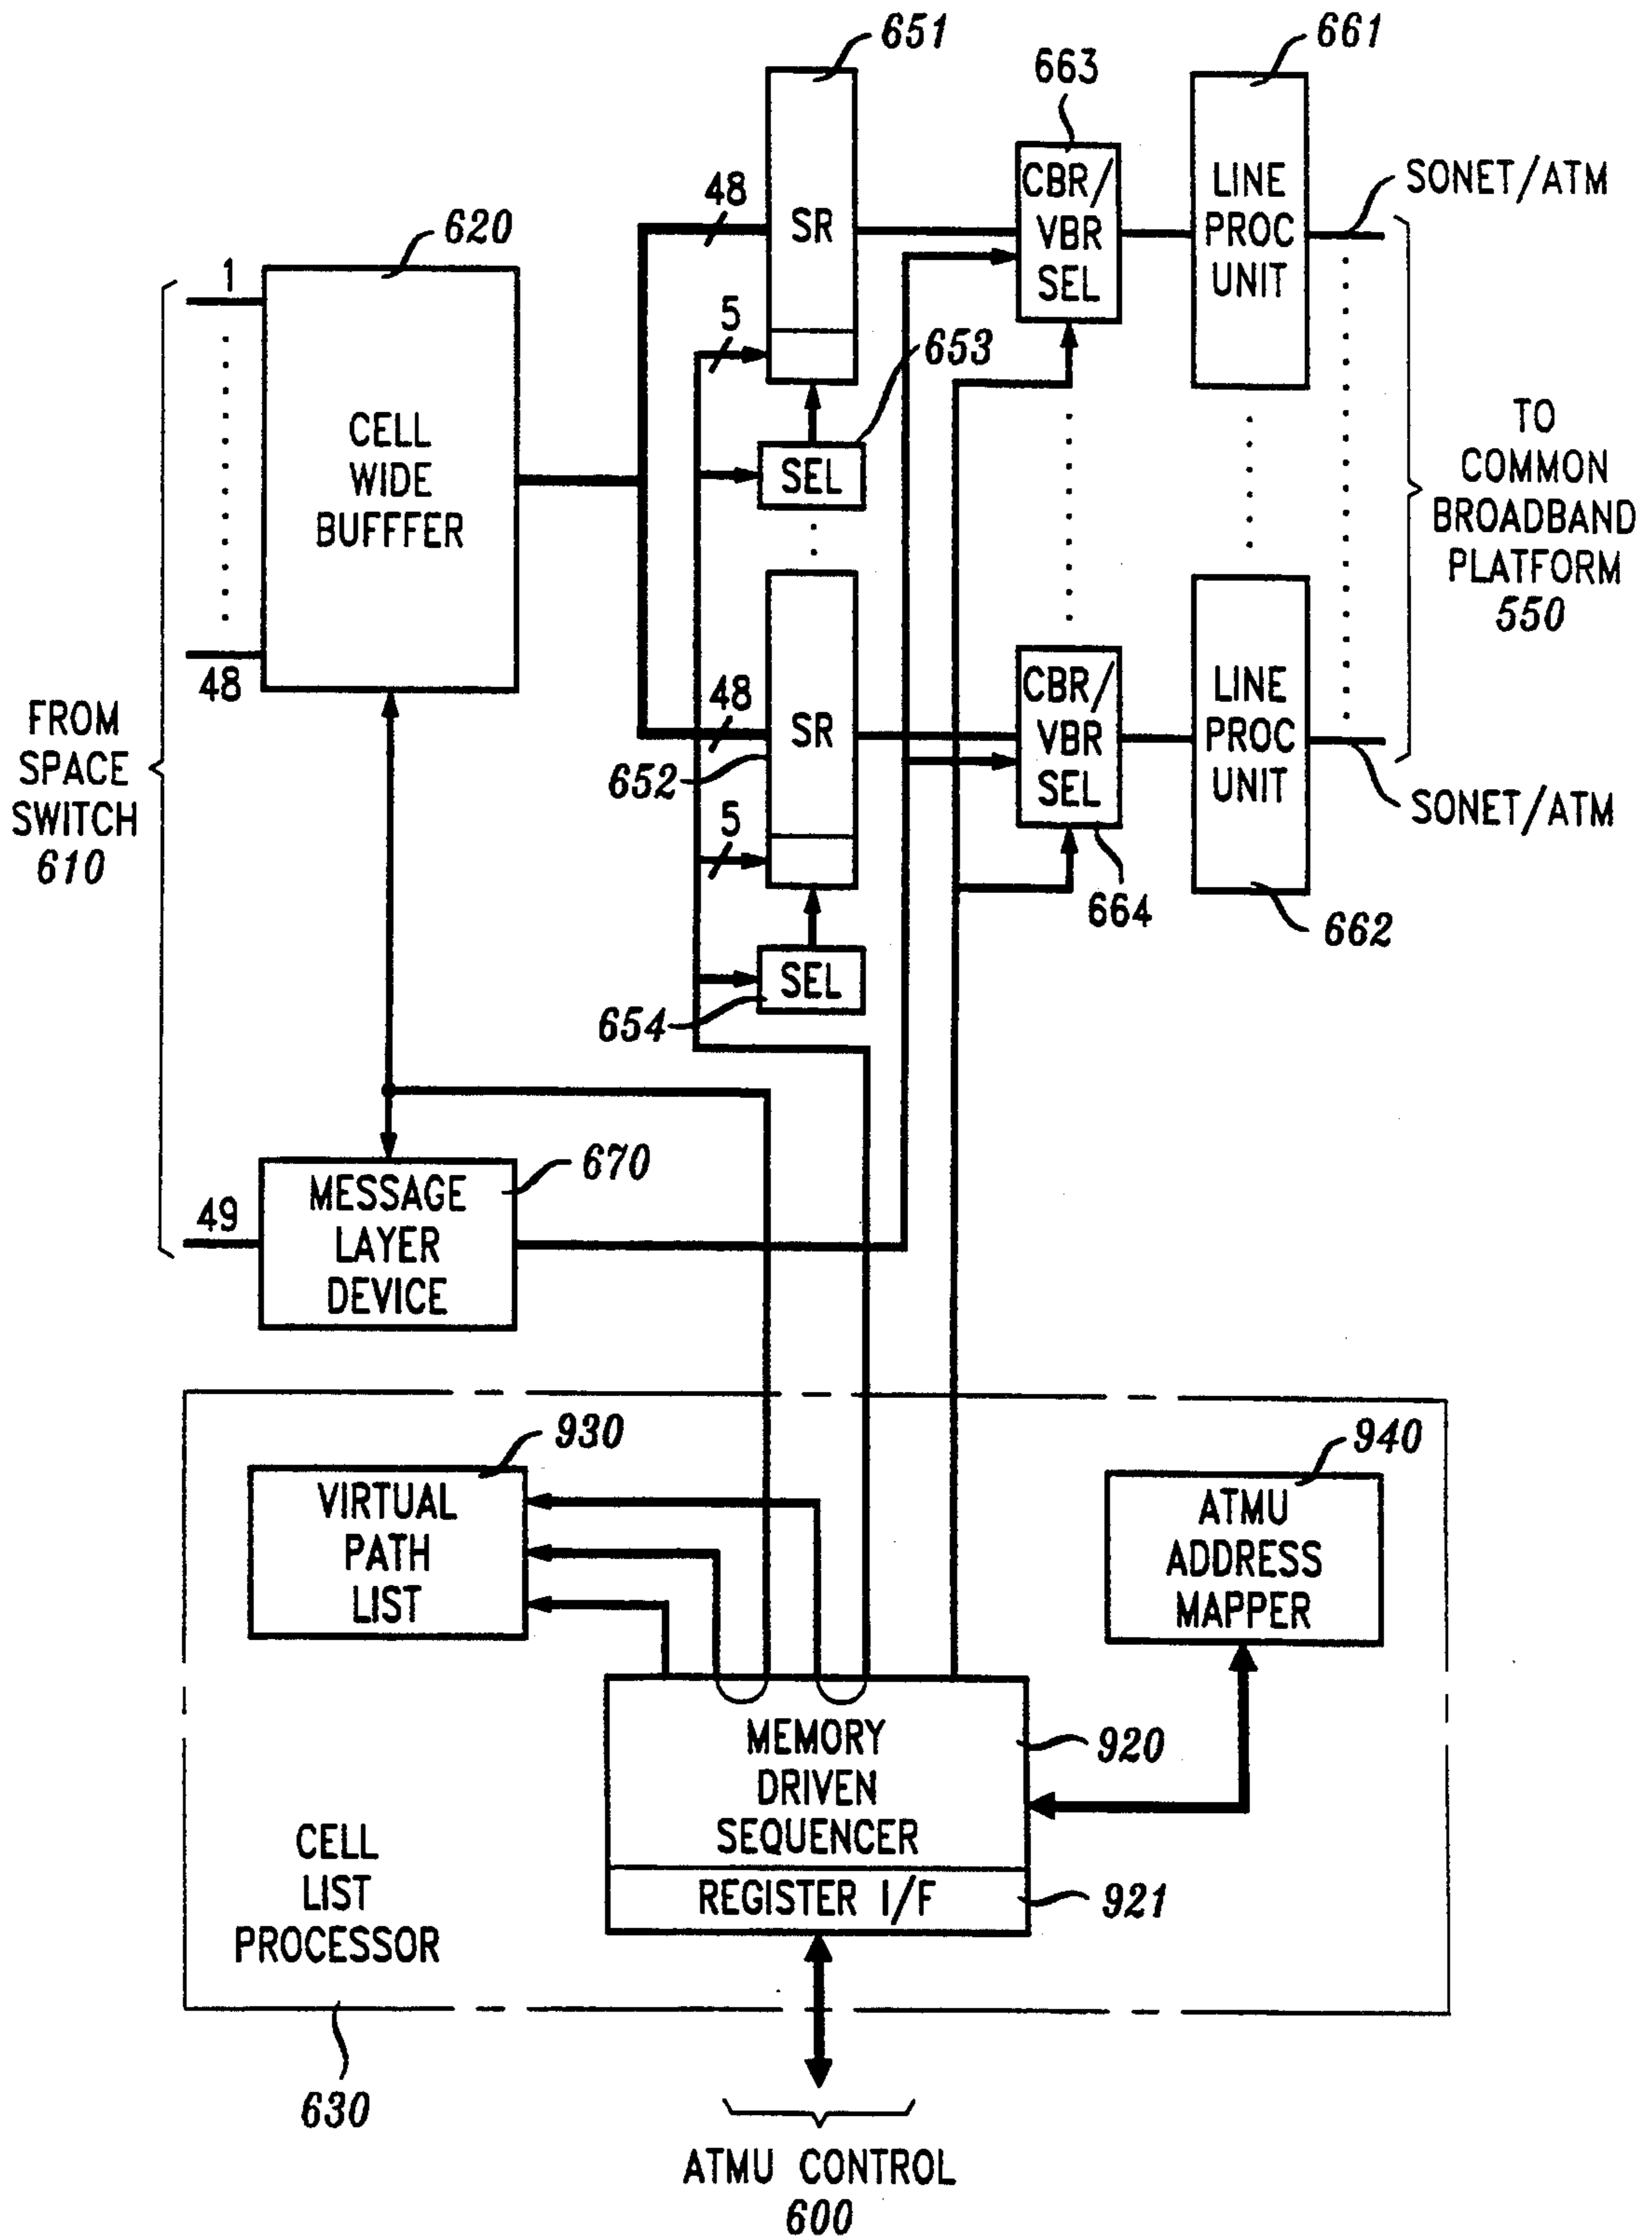 651
663
661
620
1
48
SR
CBR/
VBR
SEL
LINE
PROC
UNIT
SONET/ATM
5
653
CELL
WIDE
BUFFFER
SEL
TO
COMMON
BROADBAND
PLATFORM
550
48
FROM
SPACE
SWITCH
610
48
SR
652
5
CBR/
VBR
SEL
664
LINE
PROC
UNIT
662
SONET/ATM
SEL
654
670
49
MESSAGE
LAYER
DEVICE
930
VIRTUAL
PATH
LIST
940
ATMU
ADDRESS
MAPPER
MEMORY
DRIVEN
SEQUENCER
920
REGISTER I/F
921
CELL
LIST
PROCESSOR
630
ATMU CONTROL
600